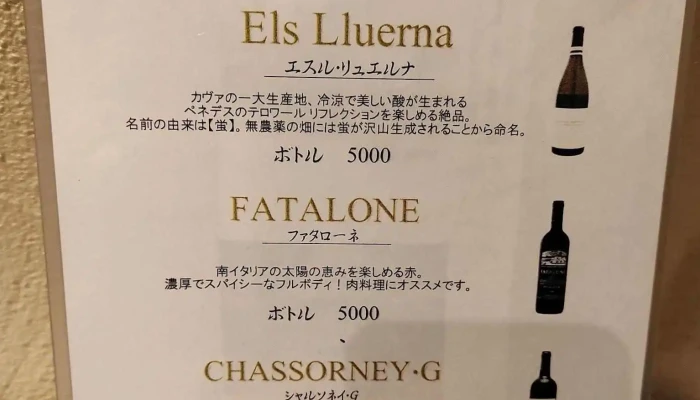 Els Lluerna
エスル・リュエルナ
カヴァの一大生産地、冷涼で美しい酸が生まれる
ペネデスのテロワール リフレクションを楽しめる絶品。
名前の由来は【蛍】。無農薬の畑には蛍が沢山生成されることから命名。
ボトル 5000
FATALONE
ファタローネ
南イタリアの太陽の恵みを楽しめる赤。
濃厚でスパイシーなフルボディ！肉料理にオススメです。
ボトル 5000
CHASSORNEY・G
シャルソネイ・G